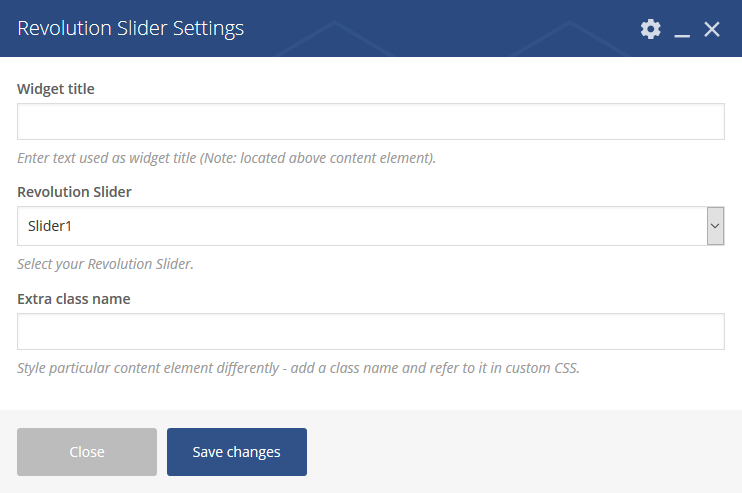 Revolution Slider Settings
Widget title
Enter text used as widget title (Note: located above content element).
Revolution Slider
Slider1
Select your Revolution Slider.
Extra class name
Style particular content element differently - add a class name and refer to it in custom CSS.
Close Save changes